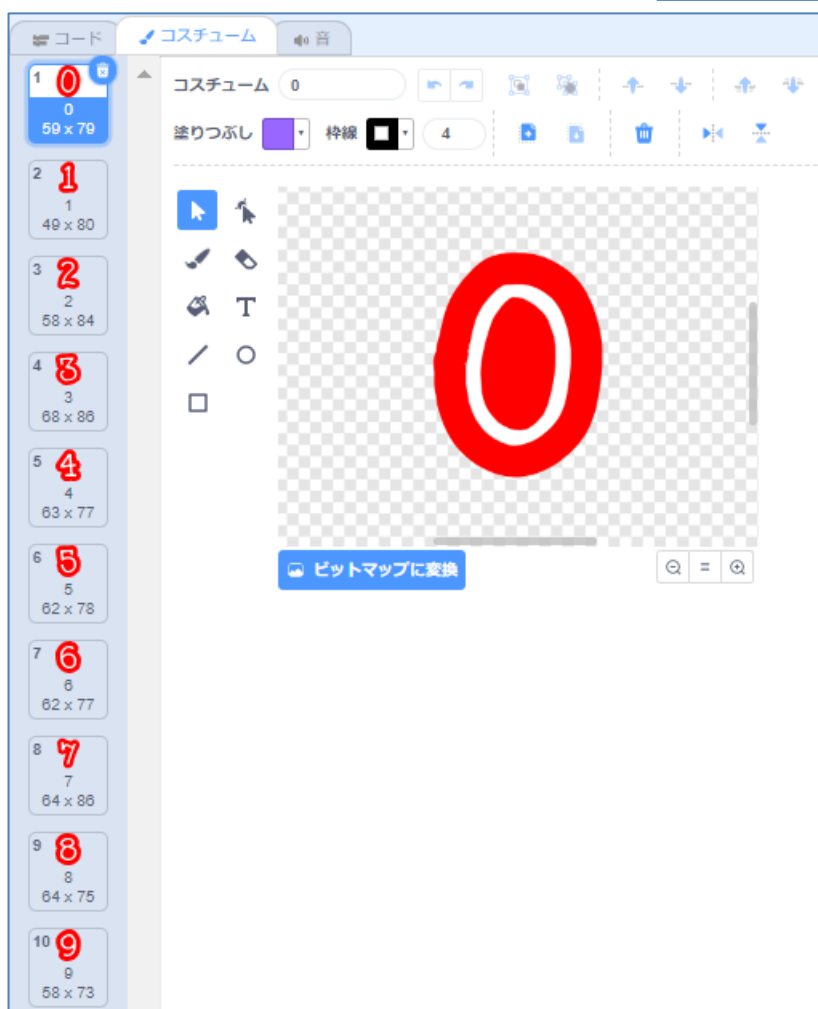 コード
コスチューム
音
1 0
0
59 x 79
2 1
1
49 x 80
3 2
2
58 x 84
4 3
3
68 x 86
5 4
4
63 x 77
6 5
5
62 x 78
7 6
6
62 x 77
8 7
7
64 x 86
9 8
8
64 x 75
10 9
9
58 x 73
コスチューム 0
塗りつぶし 枠線 4
T
0
ビットマップに変換
=